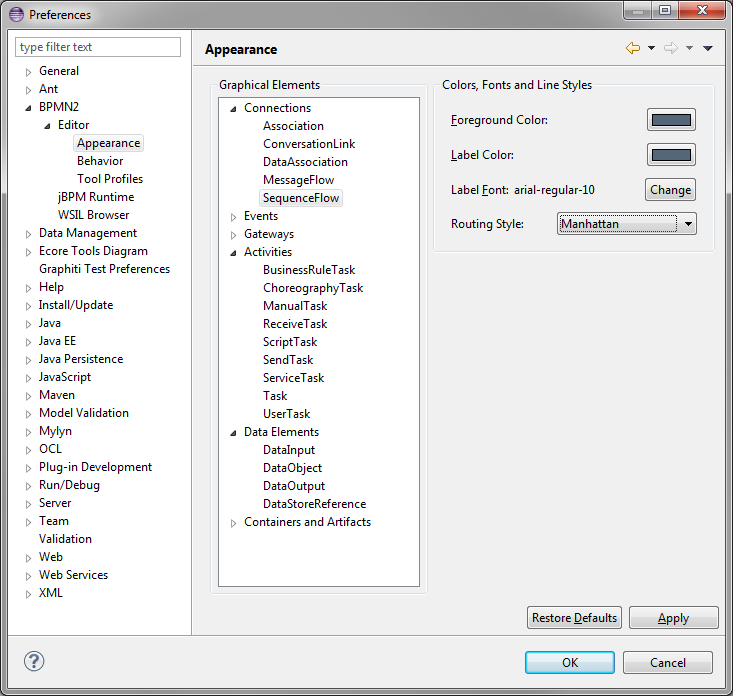 Preferences
type filter text
General
Ant
BPMN2
Editor
Appearance
Behavior
Tool Profiles
jBPM Runtime
WSIL Browser
Data Management
Ecore Tools Diagram
Graphiti Test Preferences
Help
Install/Update
Java
Java EE
Java Persistence
JavaScript
Maven
Model Validation
Mylyn
OCL
Plug-in Development
Run/Debug
Server
Team
Validation
Web
Web Services
XML
Appearance
Graphical Elements
Connections
Association
ConversationLink
DataAssociation
MessageFlow
SequenceFlow
Events
Gateways
Activities
BusinessRuleTask
ChoreographyTask
ManualTask
ReceiveTask
ScriptTask
SendTask
ServiceTask
Task
UserTask
Data Elements
DataInput
DataObject
DataOutput
DataStoreReference
Containers and Artifacts
Colors, Fonts and Line Styles
Foreground Color:
Label Color:
Label Font: arial-regular-10 Change
Routing Style: Manhattan
Restore Defaults Apply
? OK Cancel